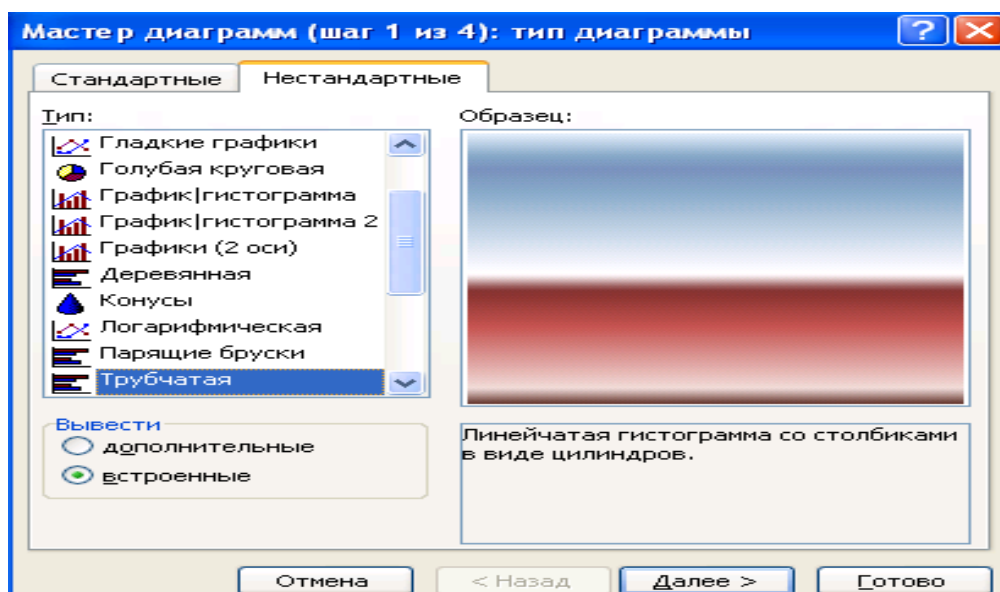 Мастер диаграмм (шаг 1 из 4): тип диаграммы
Стандартные Нестандартные
Тип:
Гладкие графики
Голубая круговая
График|гистограмма
График|гистограмма 2
Графики (2 оси)
Деревянная
Конусы
Логарифмическая
Парящие бруски
Трубчатая
Вывести
дополнительные
встроенные
Образец:
Линейчатая гистограмма со столбиками
в виде цилиндров.
Отмена < Назад Далее > Готово